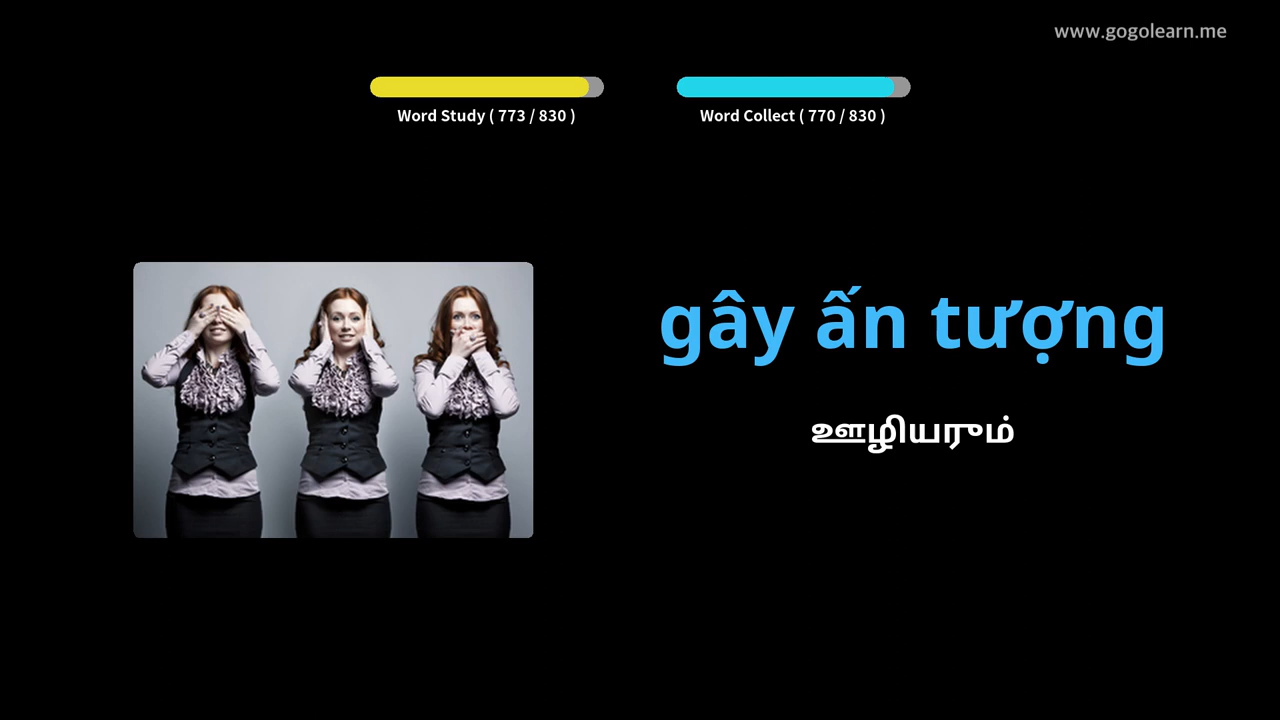 www.gogolearn.me
Word Study ( 773 / 830 )
Word Collect ( 770 / 830 )
gây ấn tượng
ஊழியரும்